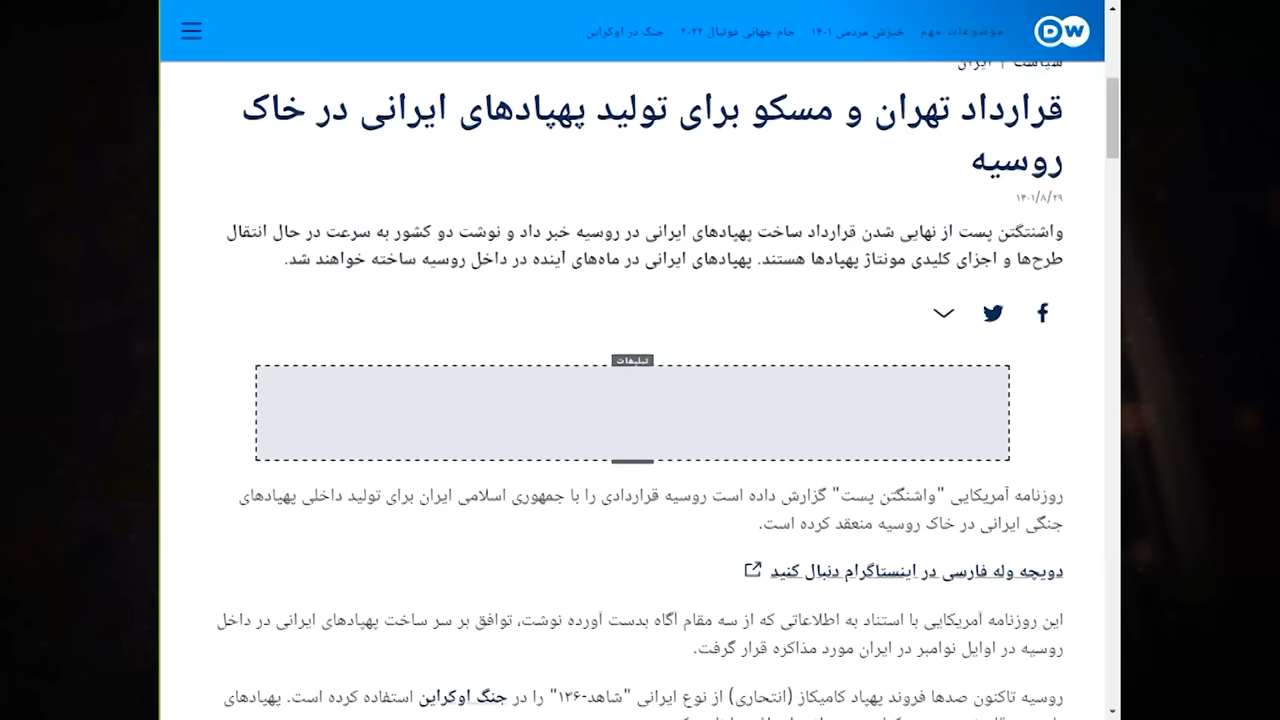 DW
موضوعات مهم خیزش مردمی ۱۴۰۱ جام جهانی فوتبال ۲۰۲۲ جنگ در اوکراین
سیاست | ایران
قرارداد تهران و مسکو برای تولید پهپادهای ایرانی در خاک
روسیه
۱۴۰۱/۸/۲۹
واشنتگتن پست از نهایی شدن قرارداد ساخت پهپادهای ایرانی در روسیه خبر داد و نوشت دو کشور به سرعت در حال انتقال
طرح‌ها و اجزای کلیدی مونتاژ پهپادها هستند. پهپادهای ایرانی در ماه‌های آینده در داخل روسیه ساخته خواهند شد.
تبلیغات
روزنامه آمریکایی "واشنگتن پست" گزارش داده است روسیه قراردادی را با جمهوری اسلامی ایران برای تولید داخلی پهپادهای
جنگی ایرانی در خاک روسیه منعقد کرده است.
دویچه وله فارسی در اینستاگرام دنبال کنید
این روزنامه آمریکایی با استناد به اطلاعاتی که از سه مقام آگاه بدست آورده نوشت، توافق بر سر ساخت پهپادهای ایرانی در داخل
روسیه در اوایل نوامبر در ایران مورد مذاکره قرار گرفت.
روسیه تاکنون صدها فروند پهپاد کامیکاز (انتحاری) از نوع ایرانی "شاهد-۱۳۶" را در جنگ اوکراین استفاده کرده است. پهپادهای